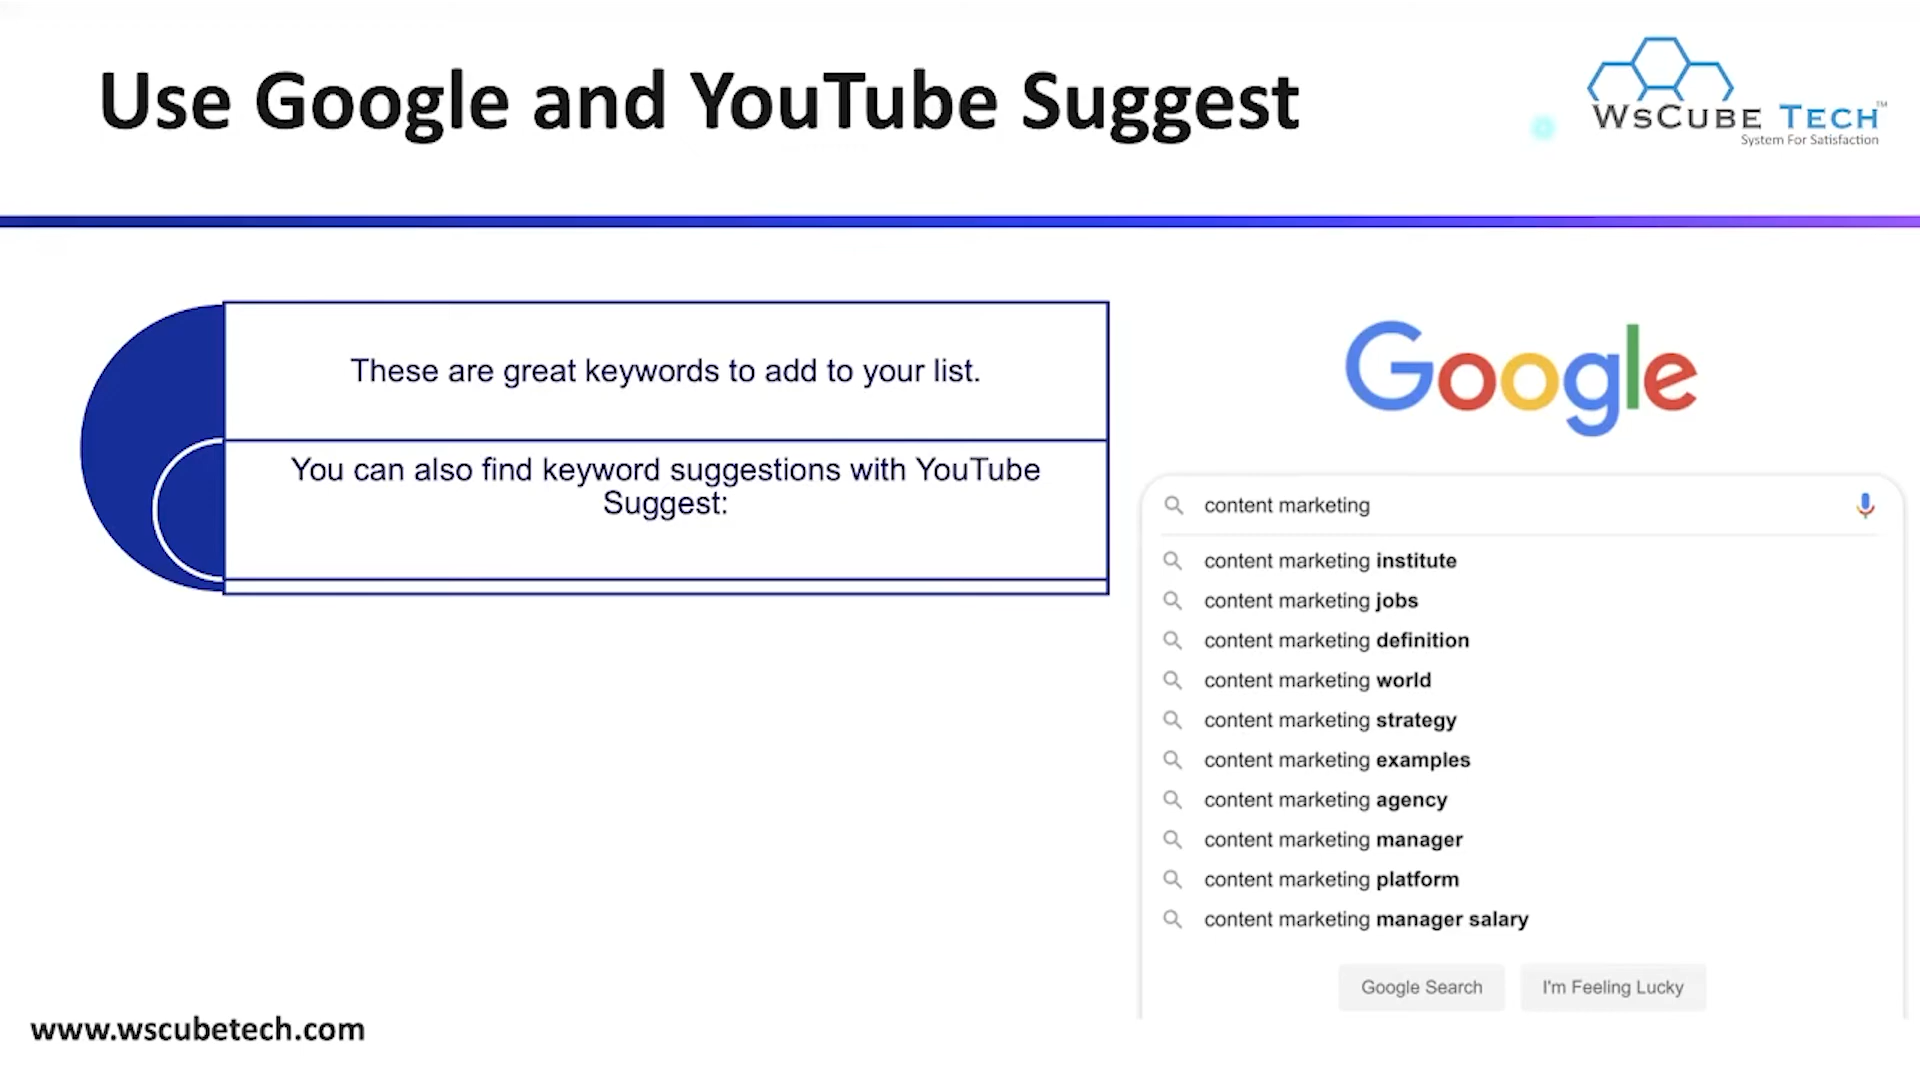 Use Google and YouTube Suggest
WSCUBE TECH™
System For Satisfaction
These are great keywords to add to your list.
You can also find keyword suggestions with YouTube
Suggest:
Google
content marketing
content marketing institute
content marketing jobs
content marketing definition
content marketing world
content marketing strategy
content marketing examples
content marketing agency
content marketing manager
content marketing platform
content marketing manager salary
Google Search
I'm Feeling Lucky
www.wscubetech.com